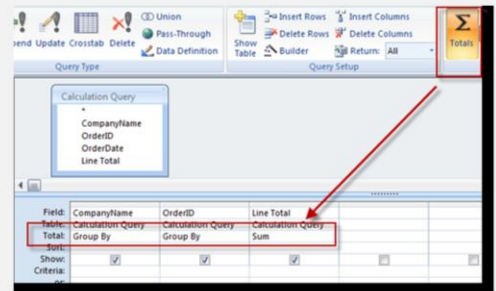 Union
Pass-Through
Data Definition
Update Crosstab Delete
Query Type
Show Table
Insert Rows
Delete Rows
Builder
Insert Columns
Delete Columns
Return: All
Query Setup
Σ
Totals
Calculation Query
*
CompanyName
OrderID
OrderDate
Line Total
Field: CompanyName OrderID Line Total
Table: Calculation Query Calculation Query Calculation Query
Total: Group By Group By Sum
Sort:
Show:
Criteria:
or: